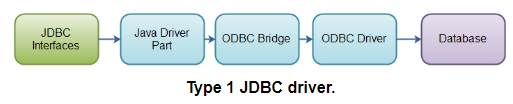 JDBC
Interfaces
Java Driver
Part
ODBC Bridge
ODBC Driver
Database
Type 1 JDBC driver.